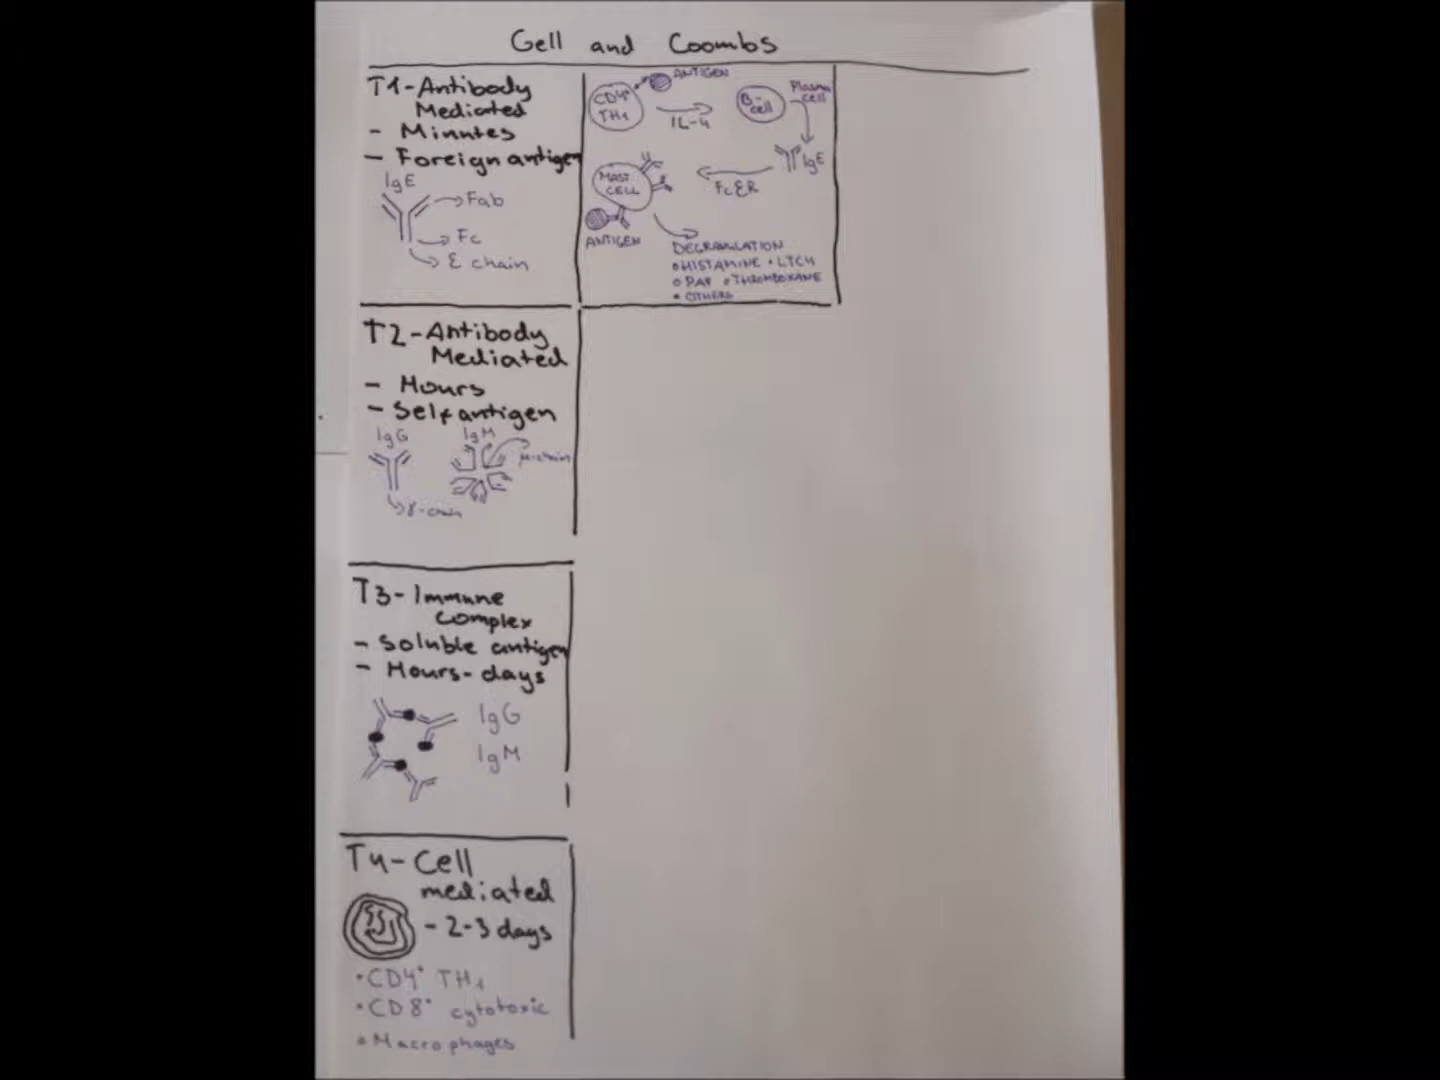 Gell and Coombs
T1-Antibody
Mediated
- Minutes
- Foreign antigen
IgE
Fab
Fc
Ɛ chain
ANTIGEN
CD4+
TH1
IL-4
B-
cell
Plasma
cell
IgE
FcƐR
MAST
CELL
ANTIGEN
DEGRANULATION
• HISTAMINE • LTC4
• PAF • THROMBOXANE
• OTHERS
T2-Antibody
Mediated
- Hours
- Self antigen
IgG IgM
μ-chain
γ-chain
T3-Immune
Complex
- Soluble antigen
- Hours-days
IgG
IgM
T4-Cell
mediated
- 2-3 days
• CD4+ TH1
• CD8+ cytotoxic
• Macrophages